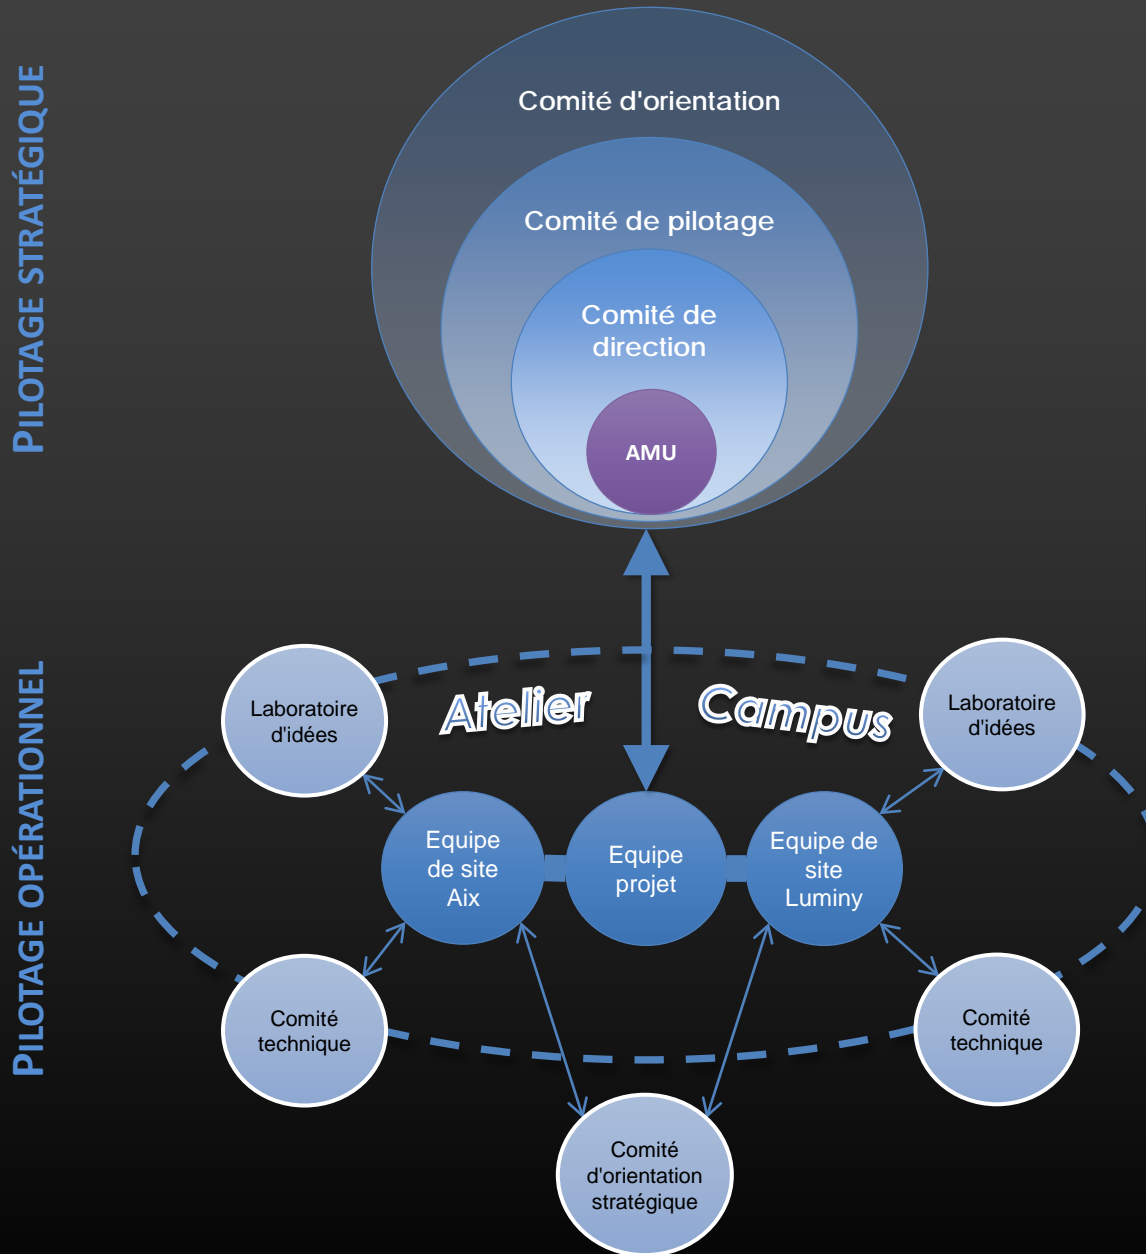 PILOTAGE STRATÉGIQUE
Comité d'orientation
Comité de pilotage
Comité de
direction
AMU
PILOTAGE OPÉRATIONNEL
Atelier Campus
Laboratoire
d'idées
Laboratoire
d'idées
Equipe
de site
Aix
Equipe
projet
Equipe de
site
Luminy
Comité
technique
Comité
technique
Comité
d'orientation
stratégique